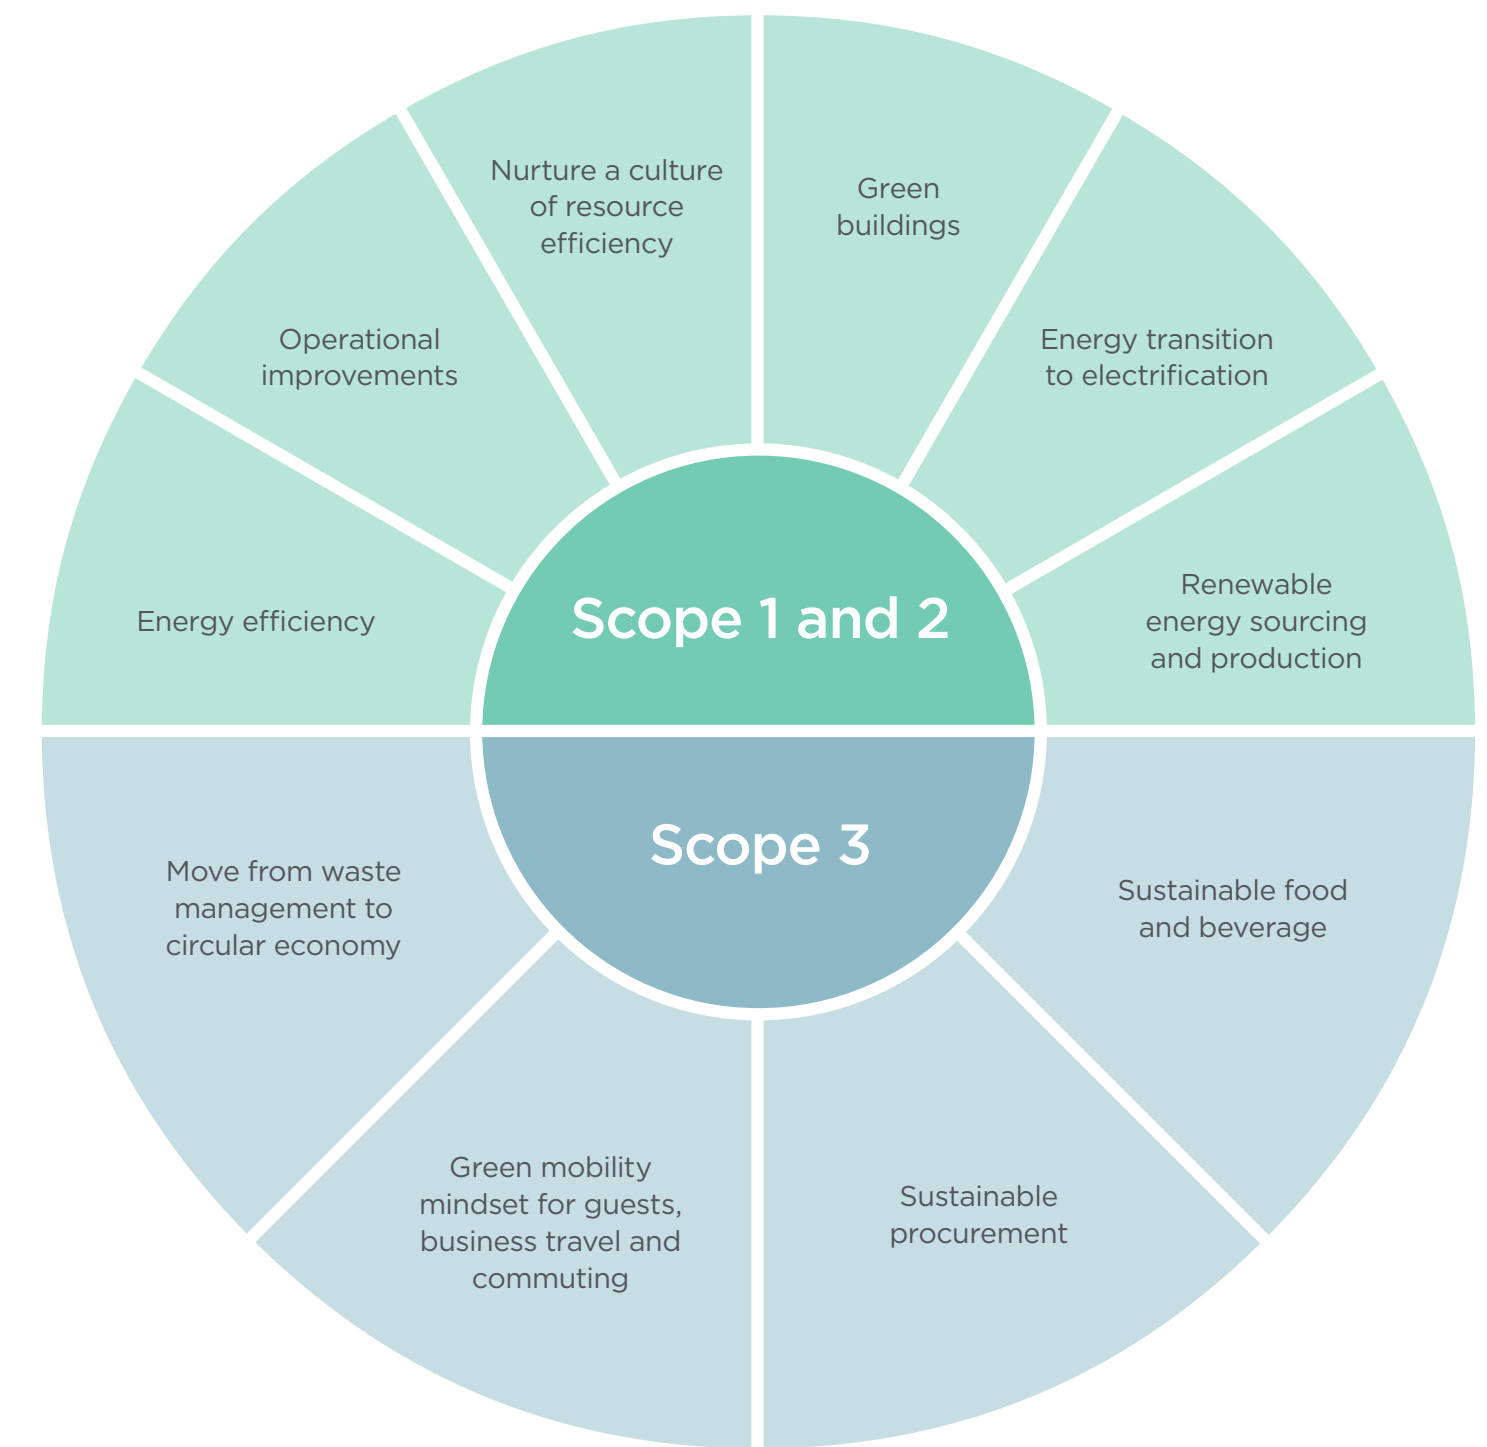 Nurture a culture
of resource
efficiency
Green
buildings
Operational
improvements
Energy transition
to electrification
Energy efficiency
Renewable
energy sourcing
and production
Scope 1 and 2
Scope 3
Move from waste
management to
circular economy
Sustainable food
and beverage
Green mobility
mindset for guests,
business travel and
commuting
Sustainable
procurement